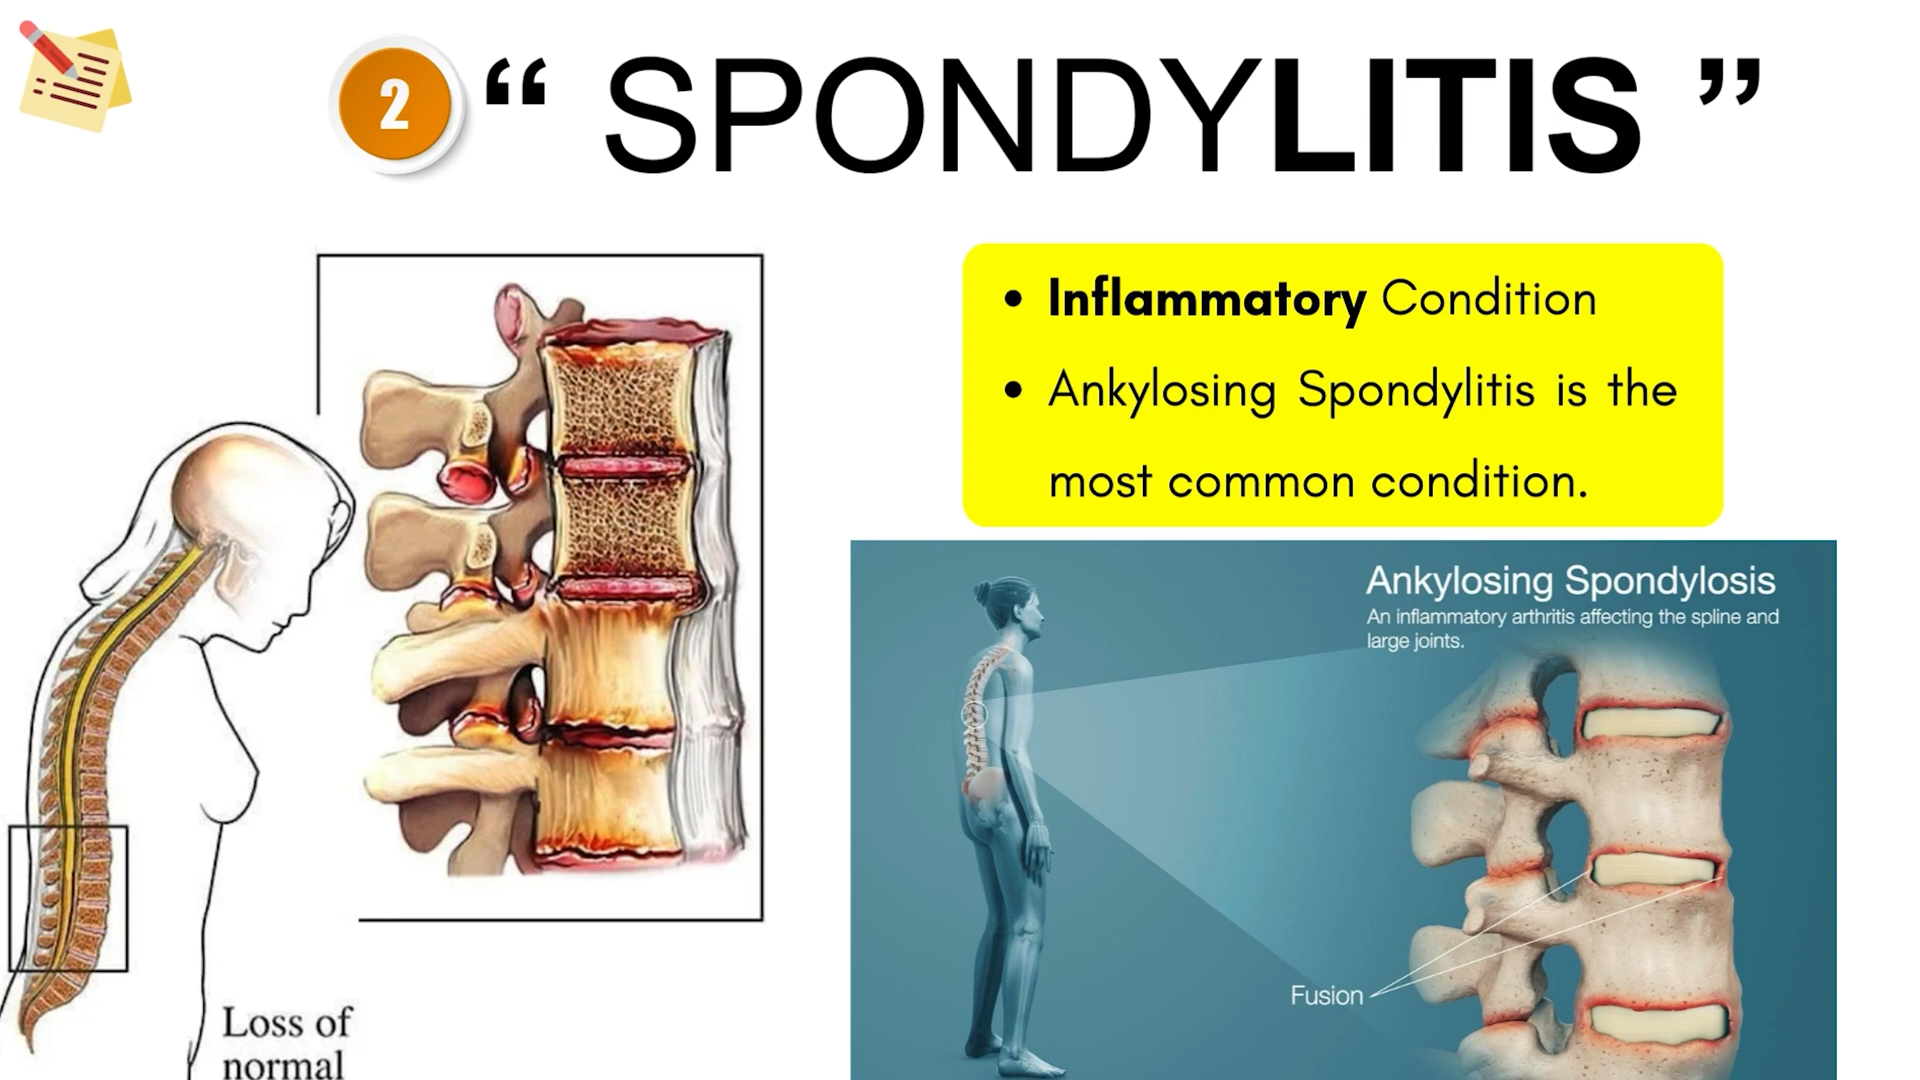 2 “ SPONDYLITIS ”
• Inflammatory Condition
• Ankylosing Spondylitis is the
most common condition.
Ankylosing Spondylosis
An inflammatory arthritis affecting the spline and
large joints.
Fusion
Loss of
normal